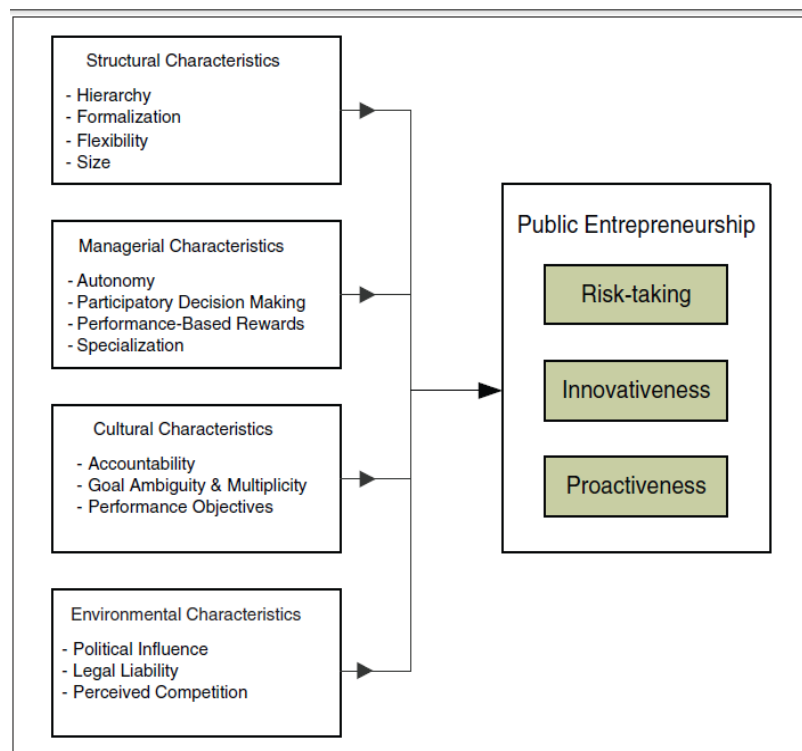 Structural Characteristics
- Hierarchy
- Formalization
- Flexibility
- Size
Managerial Characteristics
- Autonomy
- Participatory Decision Making
- Performance-Based Rewards
- Specialization
Cultural Characteristics
- Accountability
- Goal Ambiguity & Multiplicity
- Performance Objectives
Environmental Characteristics
- Political Influence
- Legal Liability
- Perceived Competition
Public Entrepreneurship
Risk-taking
Innovativeness
Proactiveness